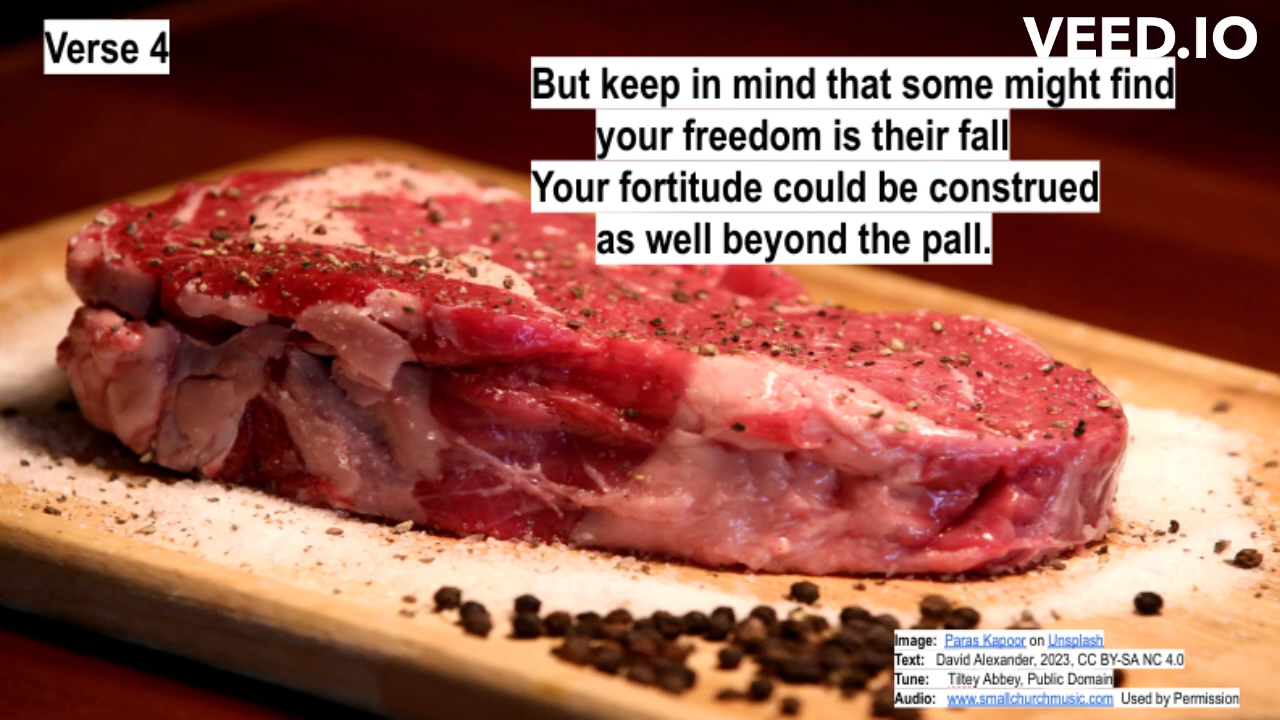 Verse 4
VEED.IO
But keep in mind that some might find
your freedom is their fall
Your fortitude could be construed
as well beyond the pall.
Image: Paras Kapoor on Unsplash
Text: David Alexander, 2023, CC BY-SA NC 4.0
Tune: Tiltey Abbey, Public Domain
Audio: www.smallchurchmusic.com Used by Permission